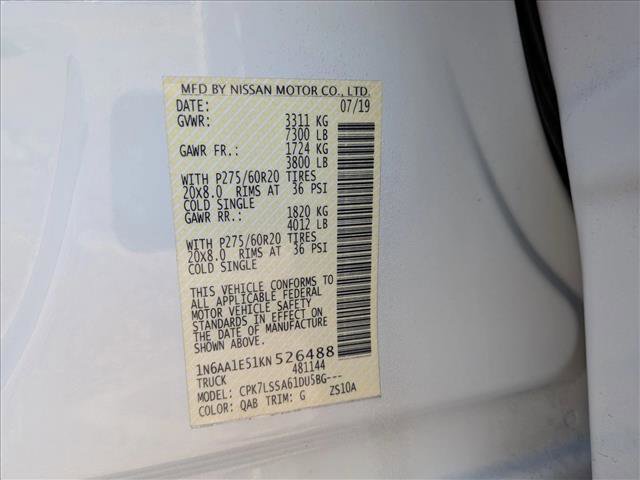 MFD BY NISSAN MOTOR CO., LTD.
DATE: 07/19
GVWR: 3311 KG
7300 LB
GAWR FR.: 1724 KG
3800 LB
WITH P275/60R20 TIRES
20X8.0 RIMS AT 36 PSI
COLD SINGLE
GAWR RR.: 1820 KG
4012 LB
WITH P275/60R20 TIRES
20X8.0 RIMS AT 36 PSI
COLD SINGLE
THIS VEHICLE CONFORMS TO
ALL APPLICABLE FEDERAL
MOTOR VEHICLE SAFETY
STANDARDS IN EFFECT ON
THE DATE OF MANUFACTURE
SHOWN ABOVE.
1N6AA1E51KN526488
TRUCK 481144
MODEL: CPK7LSSA61DU5BG---
COLOR: QAB TRIM: G ZS10A